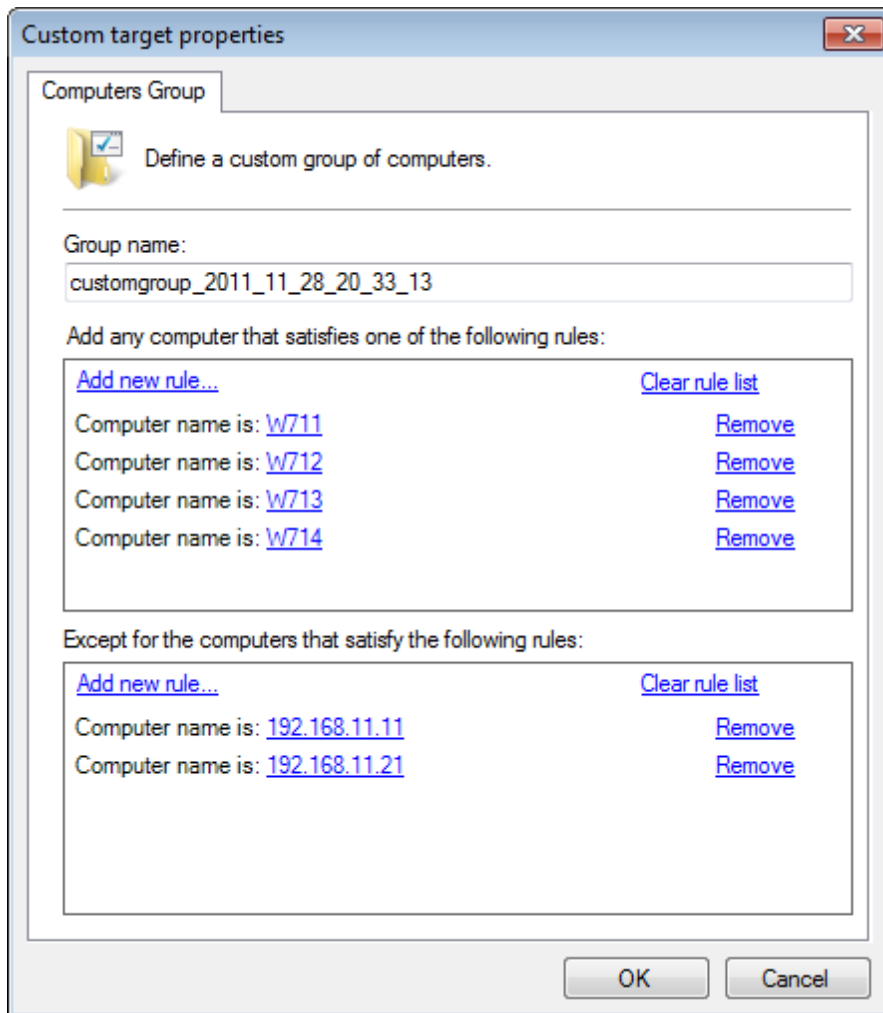 Custom target properties
Computers Group
Define a custom group of computers.
Group name:
customgroup_2011_11_28_20_33_13
Add any computer that satisfies one of the following rules:
Add new rule... Clear rule list
Computer name is: W711 Remove
Computer name is: W712 Remove
Computer name is: W713 Remove
Computer name is: W714 Remove
Except for the computers that satisfy the following rules:
Add new rule... Clear rule list
Computer name is: 192.168.11.11 Remove
Computer name is: 192.168.11.21 Remove
OK Cancel